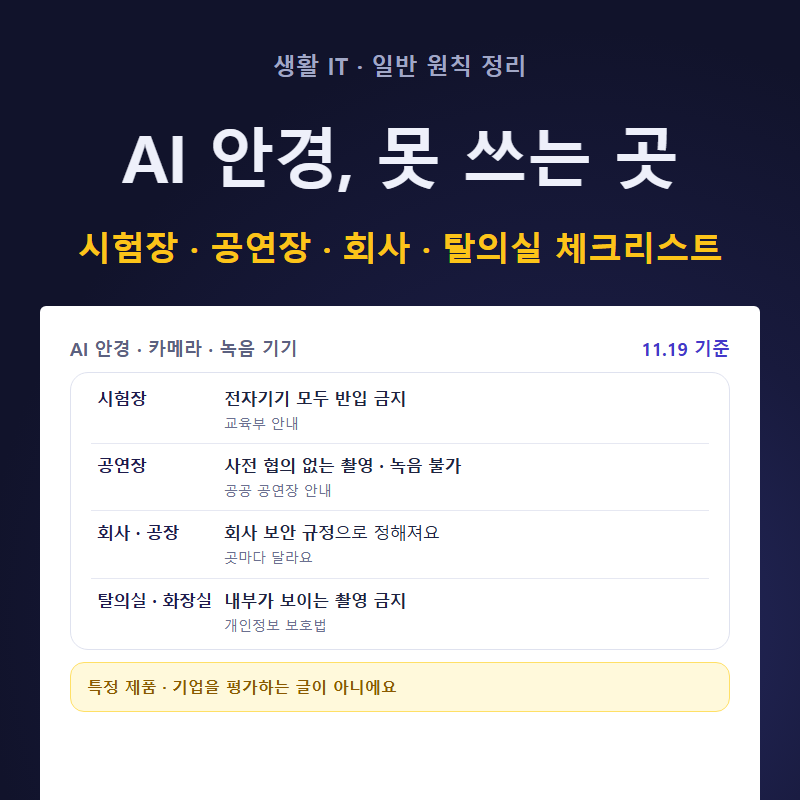 생활 IT · 일반 원칙 정리
AI 안경, 못 쓰는 곳
시험장 · 공연장 · 회사 · 탈의실 체크리스트
AI 안경 · 카메라 · 녹음 기기
11.19 기준
시험장
전자기기 모두 반입 금지
교육부 안내
공연장
사전 협의 없는 촬영 · 녹음 불가
공공 공연장 안내
회사 · 공장
회사 보안 규정으로 정해져요
곳마다 달라요
탈의실 · 화장실
내부가 보이는 촬영 금지
개인정보 보호법
특정 제품 · 기업을 평가하는 글이 아니에요